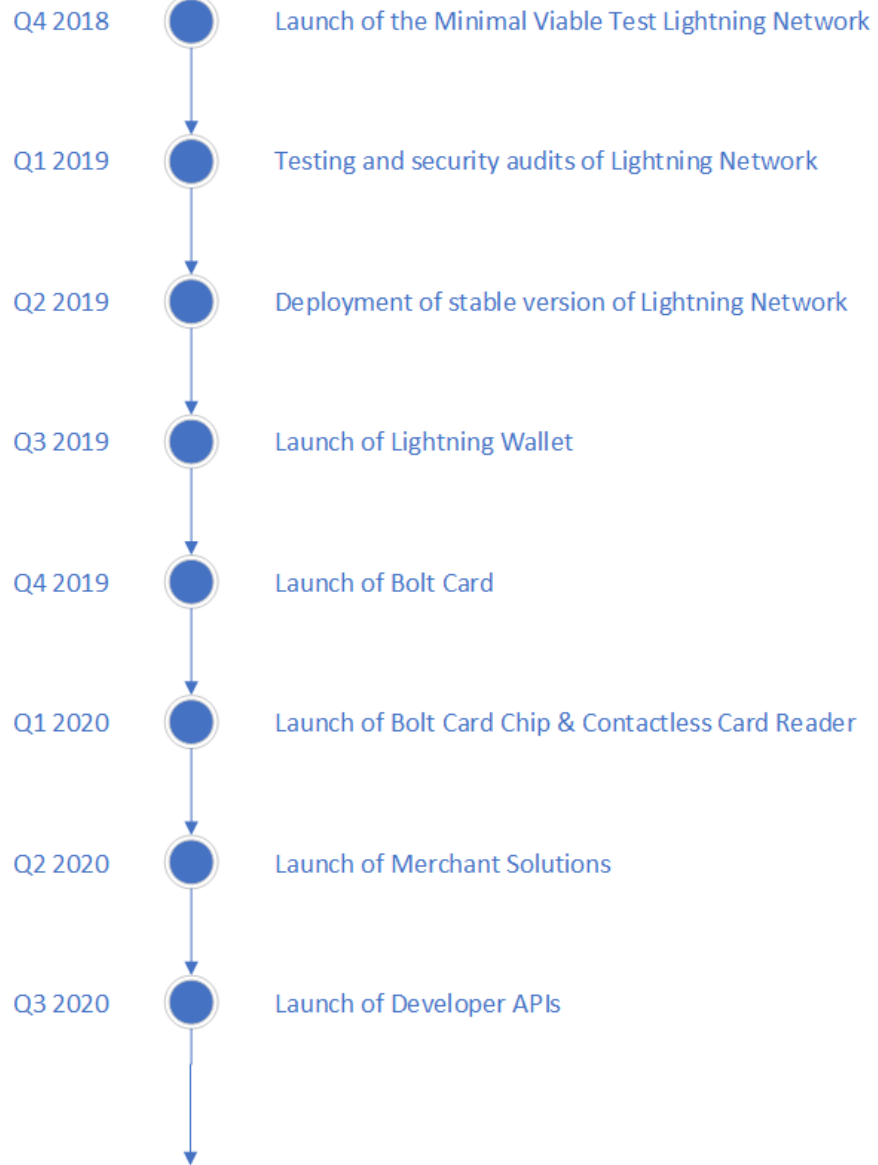 Q4 2018 Launch of the Minimal Viable Test Lightning Network
Q1 2019 Testing and security audits of Lightning Network
Q2 2019 Deployment of stable version of Lightning Network
Q3 2019 Launch of Lightning Wallet
Q4 2019 Launch of Bolt Card
Q1 2020 Launch of Bolt Card Chip & Contactless Card Reader
Q2 2020 Launch of Merchant Solutions
Q3 2020 Launch of Developer APIs